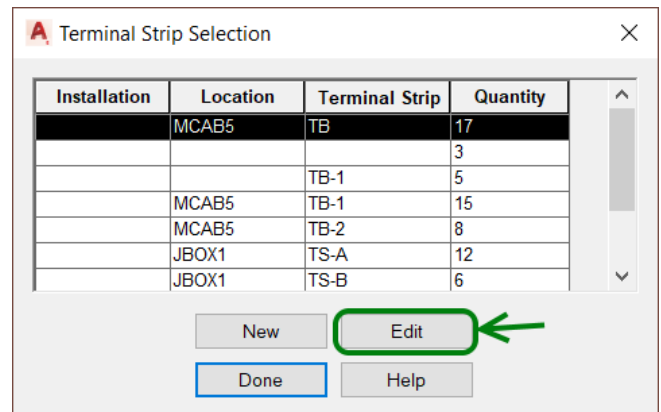 Terminal Strip Selection
Installation Location Terminal Strip Quantity
MCAB5 TB 17
3
TB-1 5
MCAB5 TB-1 15
MCAB5 TB-2 8
JBOX1 TS-A 12
JBOX1 TS-B 6
New Edit
Done Help